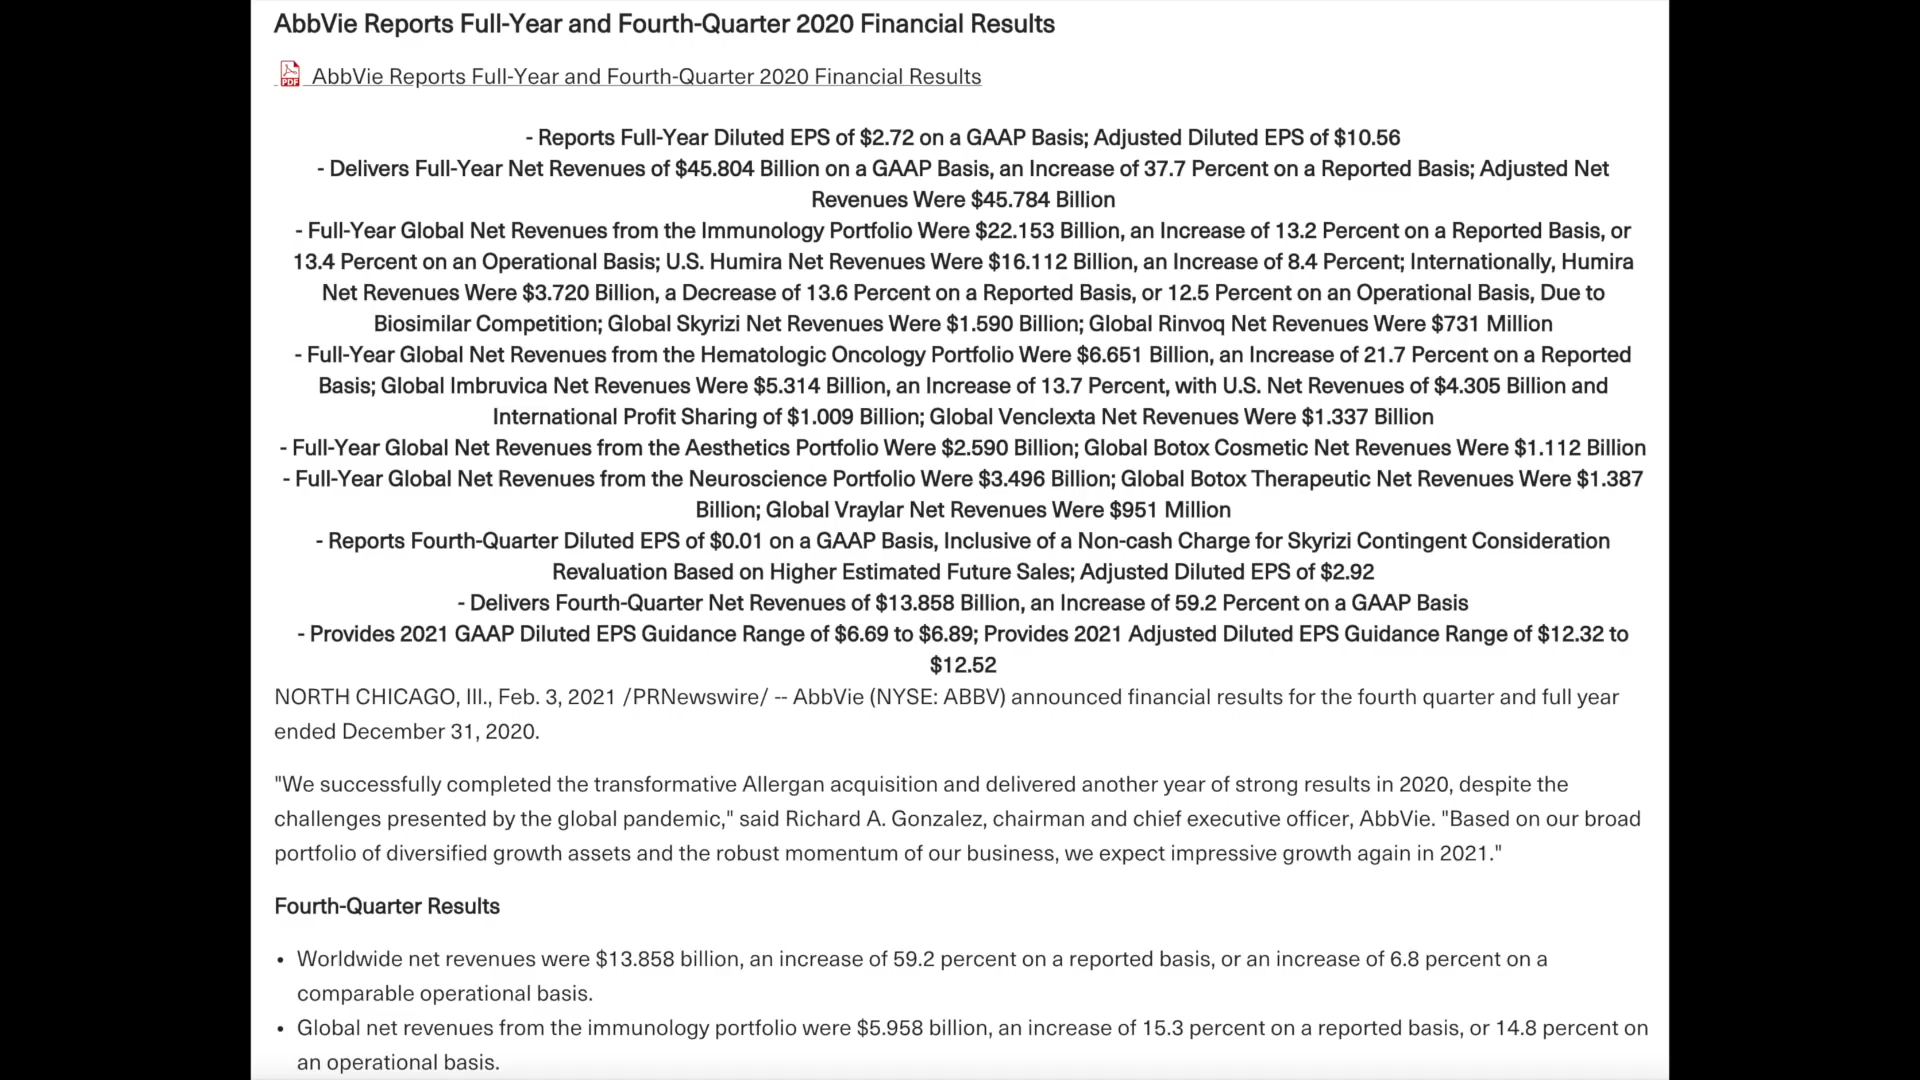 AbbVie Reports Full-Year and Fourth-Quarter 2020 Financial Results
PDF AbbVie Reports Full-Year and Fourth-Quarter 2020 Financial Results
- Reports Full-Year Diluted EPS of $2.72 on a GAAP Basis; Adjusted Diluted EPS of $10.56
- Delivers Full-Year Net Revenues of $45.804 Billion on a GAAP Basis, an Increase of 37.7 Percent on a Reported Basis; Adjusted Net
Revenues Were $45.784 Billion
- Full-Year Global Net Revenues from the Immunology Portfolio Were $22.153 Billion, an Increase of 13.2 Percent on a Reported Basis, or
13.4 Percent on an Operational Basis; U.S. Humira Net Revenues Were $16.112 Billion, an Increase of 8.4 Percent; Internationally, Humira
Net Revenues Were $3.720 Billion, a Decrease of 13.6 Percent on a Reported Basis, or 12.5 Percent on an Operational Basis, Due to
Biosimilar Competition; Global Skyrizi Net Revenues Were $1.590 Billion; Global Rinvoq Net Revenues Were $731 Million
- Full-Year Global Net Revenues from the Hematologic Oncology Portfolio Were $6.651 Billion, an Increase of 21.7 Percent on a Reported
Basis; Global Imbruvica Net Revenues Were $5.314 Billion, an Increase of 13.7 Percent, with U.S. Net Revenues of $4.305 Billion and
International Profit Sharing of $1.009 Billion; Global Venclexta Net Revenues Were $1.337 Billion
- Full-Year Global Net Revenues from the Aesthetics Portfolio Were $2.590 Billion; Global Botox Cosmetic Net Revenues Were $1.112 Billion
- Full-Year Global Net Revenues from the Neuroscience Portfolio Were $3.496 Billion; Global Botox Therapeutic Net Revenues Were $1.387
Billion; Global Vraylar Net Revenues Were $951 Million
- Reports Fourth-Quarter Diluted EPS of $0.01 on a GAAP Basis, Inclusive of a Non-cash Charge for Skyrizi Contingent Consideration
Revaluation Based on Higher Estimated Future Sales; Adjusted Diluted EPS of $2.92
- Delivers Fourth-Quarter Net Revenues of $13.858 Billion, an Increase of 59.2 Percent on a GAAP Basis
- Provides 2021 GAAP Diluted EPS Guidance Range of $6.69 to $6.89; Provides 2021 Adjusted Diluted EPS Guidance Range of $12.32 to
$12.52
NORTH CHICAGO, Ill., Feb. 3, 2021 /PRNewswire/ -- AbbVie (NYSE: ABBV) announced financial results for the fourth quarter and full year
ended December 31, 2020.
"We successfully completed the transformative Allergan acquisition and delivered another year of strong results in 2020, despite the
challenges presented by the global pandemic," said Richard A. Gonzalez, chairman and chief executive officer, AbbVie. "Based on our broad
portfolio of diversified growth assets and the robust momentum of our business, we expect impressive growth again in 2021."
Fourth-Quarter Results
• Worldwide net revenues were $13.858 billion, an increase of 59.2 percent on a reported basis, or an increase of 6.8 percent on a
comparable operational basis.
• Global net revenues from the immunology portfolio were $5.958 billion, an increase of 15.3 percent on a reported basis, or 14.8 percent on
an operational basis.